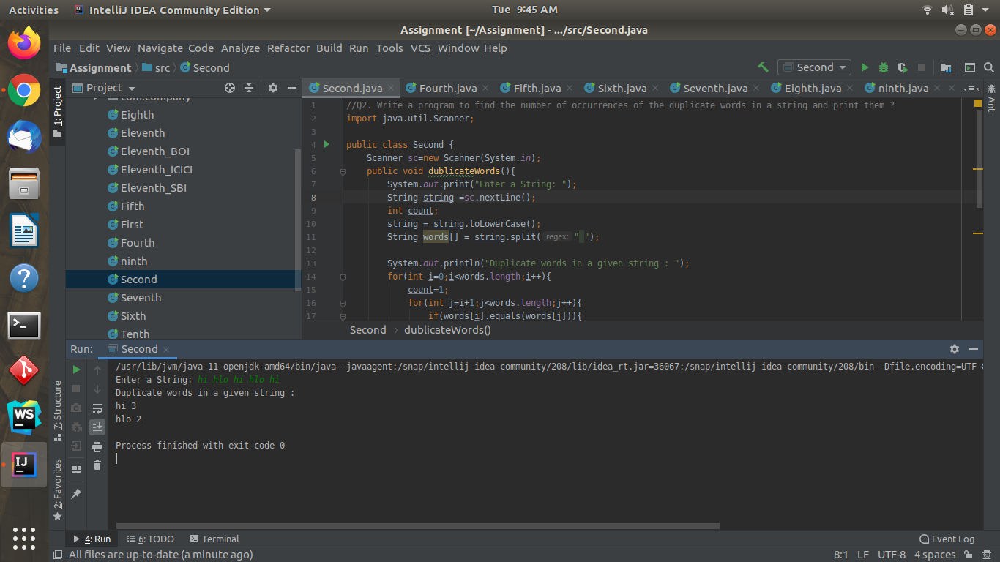 Activities IntelliJ IDEA Community Edition Tue 9:45 AM
Assignment [~/Assignment] - .../src/Second.java
File Edit View Navigate Code Analyze Refactor Build Run Tools VCS Window Help
Assignment src Second Second
1: Project
Project
com.company
Eighth
Eleventh
Eleventh_BOI
Eleventh_ICICI
Eleventh_SBI
Fifth
First
Fourth
ninth
Second
Seventh
Sixth
Tenth
Second.java Fourth.java Fifth.java Sixth.java Seventh.java Eighth.java ninth.java 3
Ant
1 //Q2. Write a program to find the number of occurrences of the duplicate words in a string and print them ?
2 import java.util.Scanner;
3
4 public class Second {
5 Scanner sc=new Scanner(System.in);
6 public void dublicateWords(){
7 System.out.print("Enter a String: ");
8 String string =sc.nextLine();
9 int count;
10 string = string.toLowerCase();
11 String words[] = string.split( regex: " ");
12
13 System.out.println("Duplicate words in a given string : ");
14 for(int i=0;i<words.length;i++){
15 count=1;
16 for(int j=i+1;j<words.length;j++){
17 if(words[i].equals(words[j])){
Second › dublicateWords()
Run: Second
/usr/lib/jvm/java-11-openjdk-amd64/bin/java -javaagent:/snap/intellij-idea-community/208/lib/idea_rt.jar=36067:/snap/intellij-idea-community/208/bin -Dfile.encoding=UTF-8
Enter a String: hi hlo hi hlo hi
Duplicate words in a given string :
hi 3
hlo 2
Process finished with exit code 0
7: Structure
2: Favorites
WS
IJ
4: Run 6: TODO Terminal Event Log
All files are up-to-date (a minute ago) 8:1 LF UTF-8 4 spaces